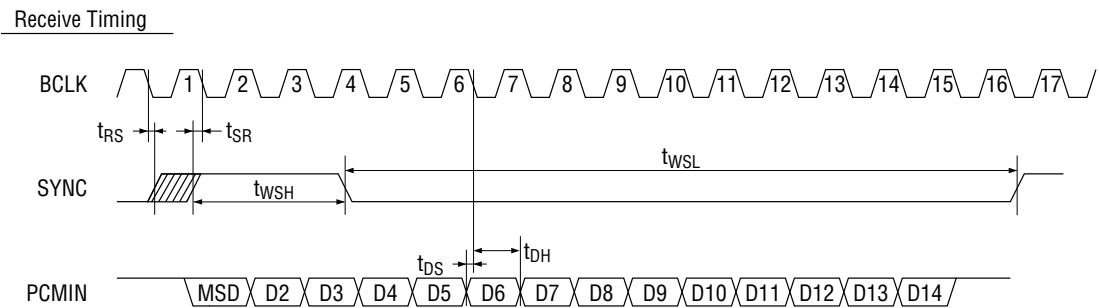 Receive Timing
BCLK 1 2 3 4 5 6 7 8 9 10 11 12 13 14 15 16 17
tRS tSR
tWSL
SYNC tWSH
tDS tDH
PCMIN MSD D2 D3 D4 D5 D6 D7 D8 D9 D10 D11 D12 D13 D14